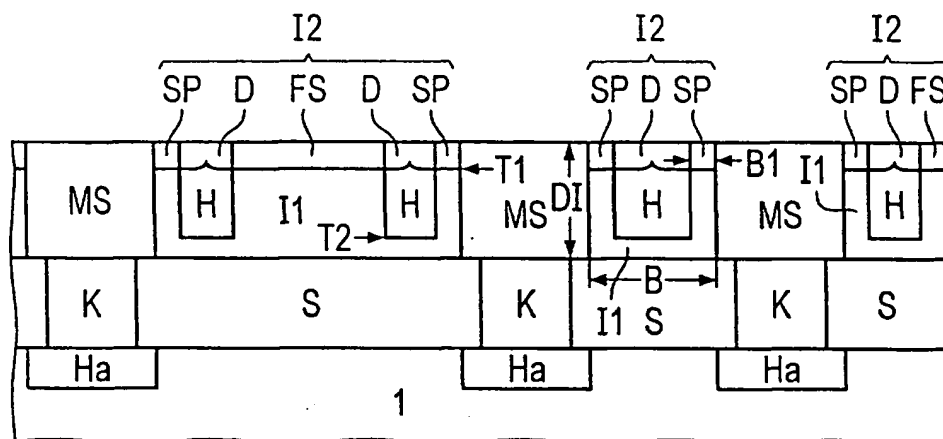 I2 I2 I2
SP D FS D SP SP D SP SP D FS
T1 B1 I1
MS H I1 H MS DI H MS H
T2
B
K S K I1 S K S
Ha Ha Ha
1